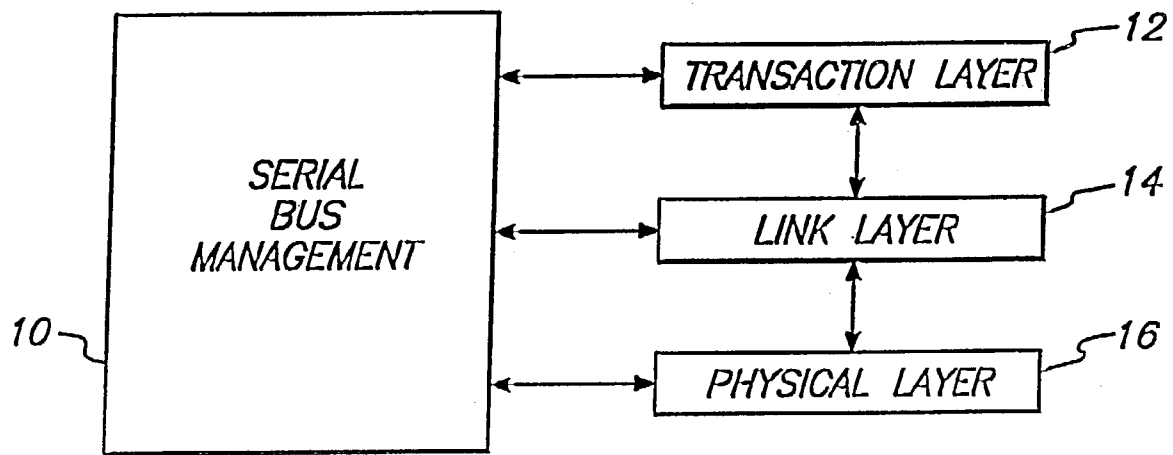 12
TRANSACTION LAYER
SERIAL
BUS
MANAGEMENT
14
LINK LAYER
10
16
PHYSICAL LAYER